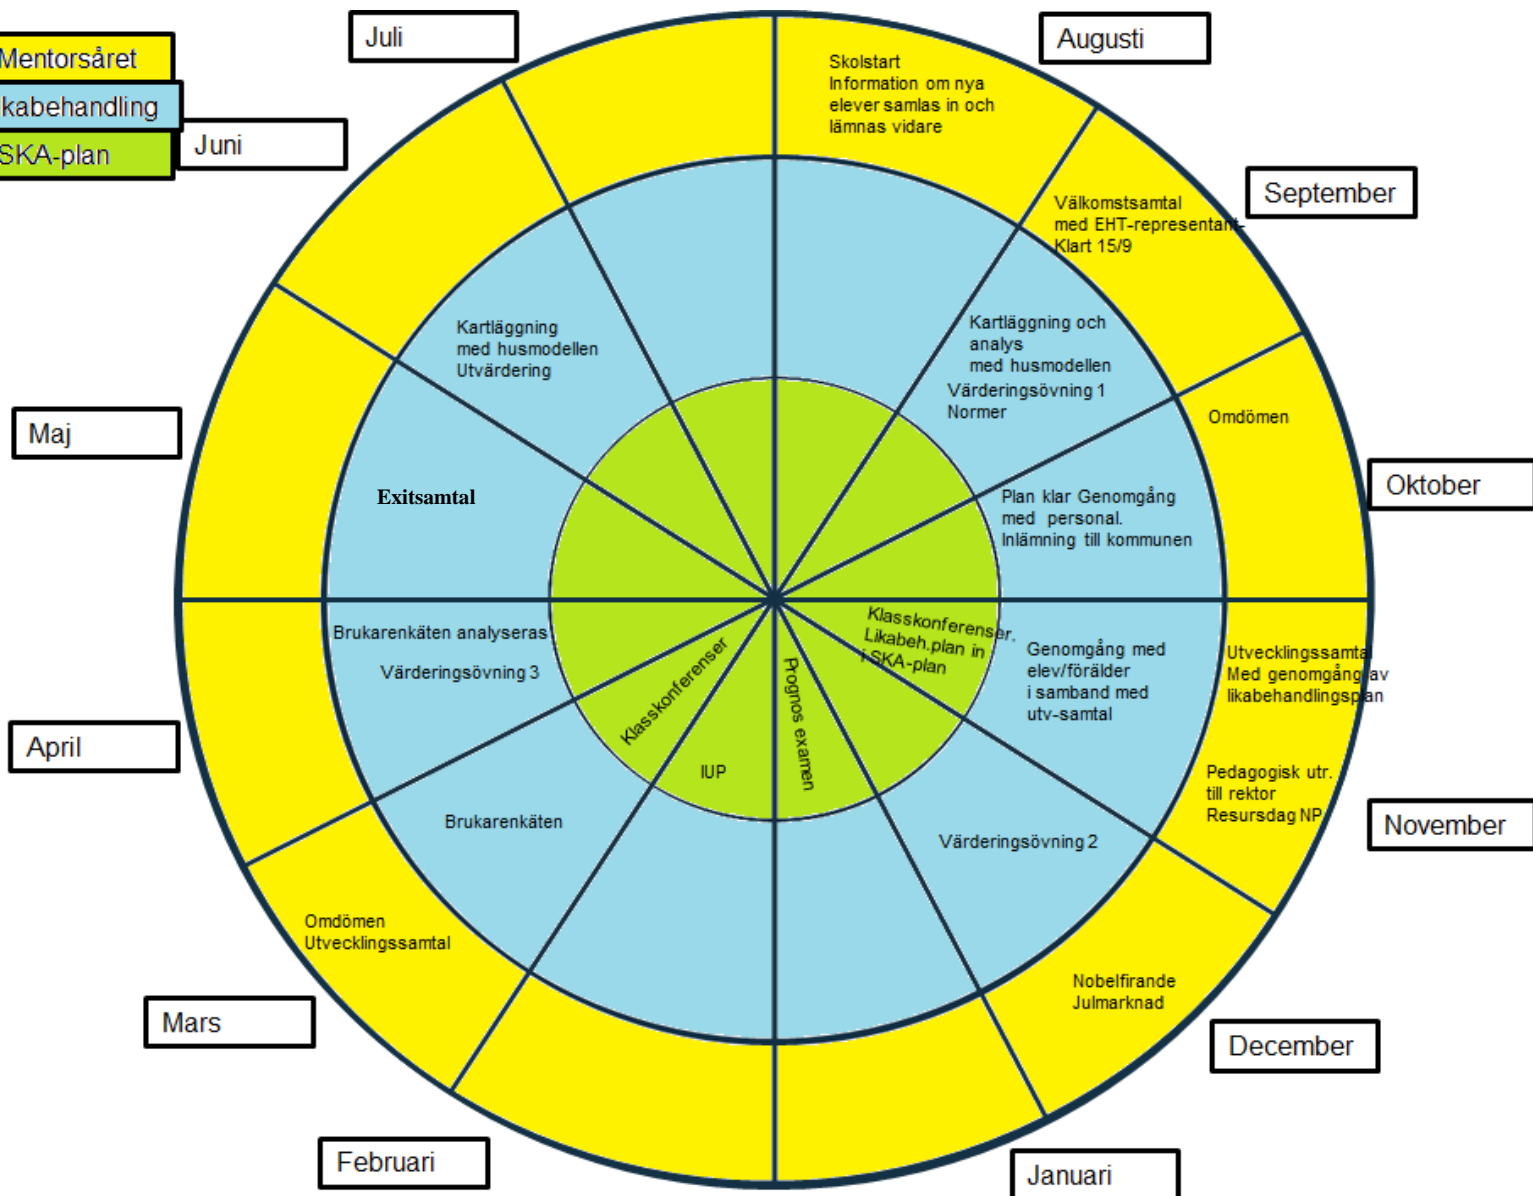 Mentorsåret
kabehandling
SKA-plan
Juli
Juni
Augusti
September
Oktober
November
December
Januari
Februari
Mars
April
Maj
Skolstart
Information om nya
elever samlas in och
lämnas vidare
Välkomstsamtal
med EHT-representant-
Klart 15/9
Omdömen
Utvecklingssamtal
Med genomgång av
likabehandlingsplan
Pedagogisk utr.
till rektor
Resursdag NP
Nobelfirande
Julmarknad
Omdömen
Utvecklingssamtal
Kartläggning och
analys
med husmodellen
Värderingsövning 1
Normer
Plan klar Genomgång
med personal.
Inlämning till kommunen
Genomgång med
elev/förälder
i samband med
utv-samtal
Värderingsövning 2
Brukarenkäten
Brukarenkäten analyseras
Värderingsövning 3
Exitsamtal
Kartläggning
med husmodellen
Utvärdering
Klasskonferenser.
Likabeh.plan in
i SKA-plan
Prognos examen
IUP
Klasskonferenser